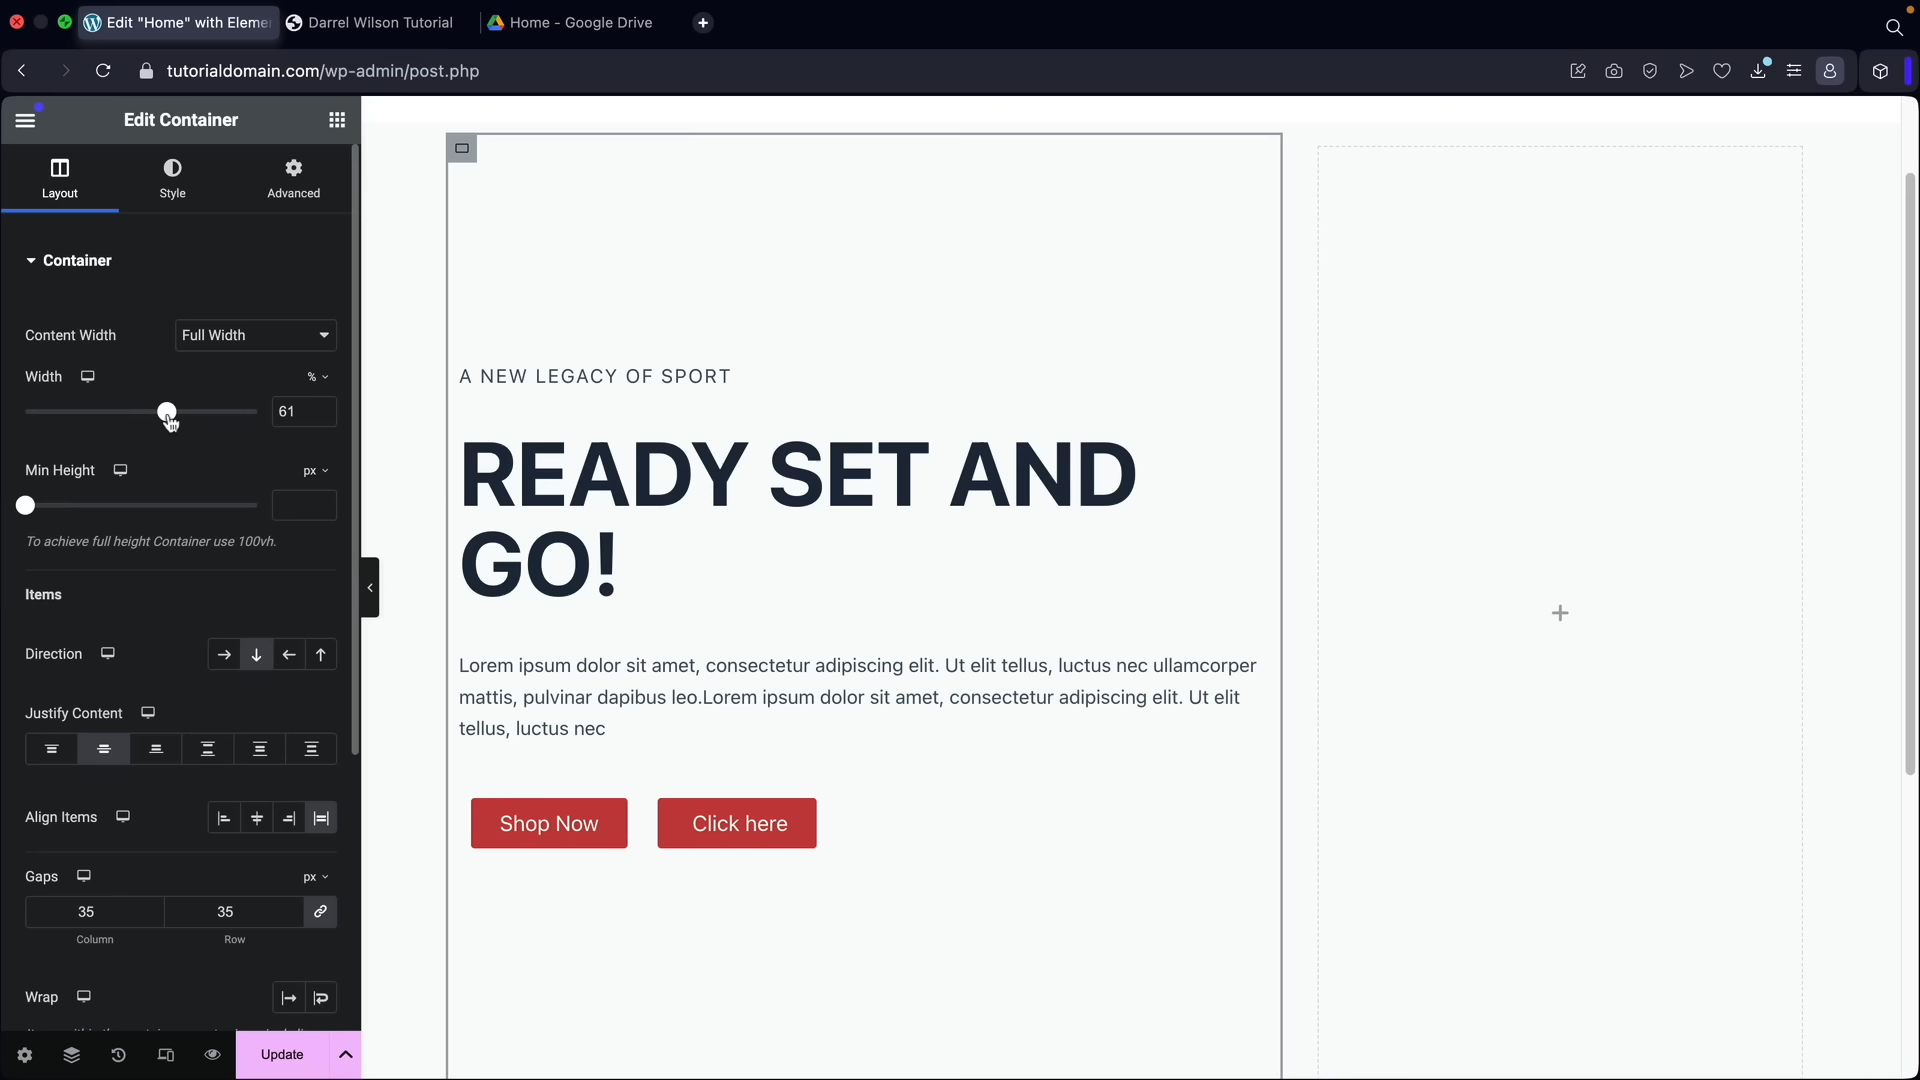 Edit "Home" with Eleme
Darrel Wilson Tutorial
Home - Google Drive
tutorialdomain.com/wp-admin/post.php
Edit Container
Layout
Style
Advanced
Container
Content Width
Full Width
Width
%
61
Min Height
px
To achieve full height Container use 100vh.
Items
Direction
Justify Content
Align Items
Gaps
px
35
35
Column
Row
Wrap
Update
A NEW LEGACY OF SPORT
READY SET AND
GO!
Lorem ipsum dolor sit amet, consectetur adipiscing elit. Ut elit tellus, luctus nec ullamcorper
mattis, pulvinar dapibus leo.Lorem ipsum dolor sit amet, consectetur adipiscing elit. Ut elit
tellus, luctus nec
Shop Now
Click here